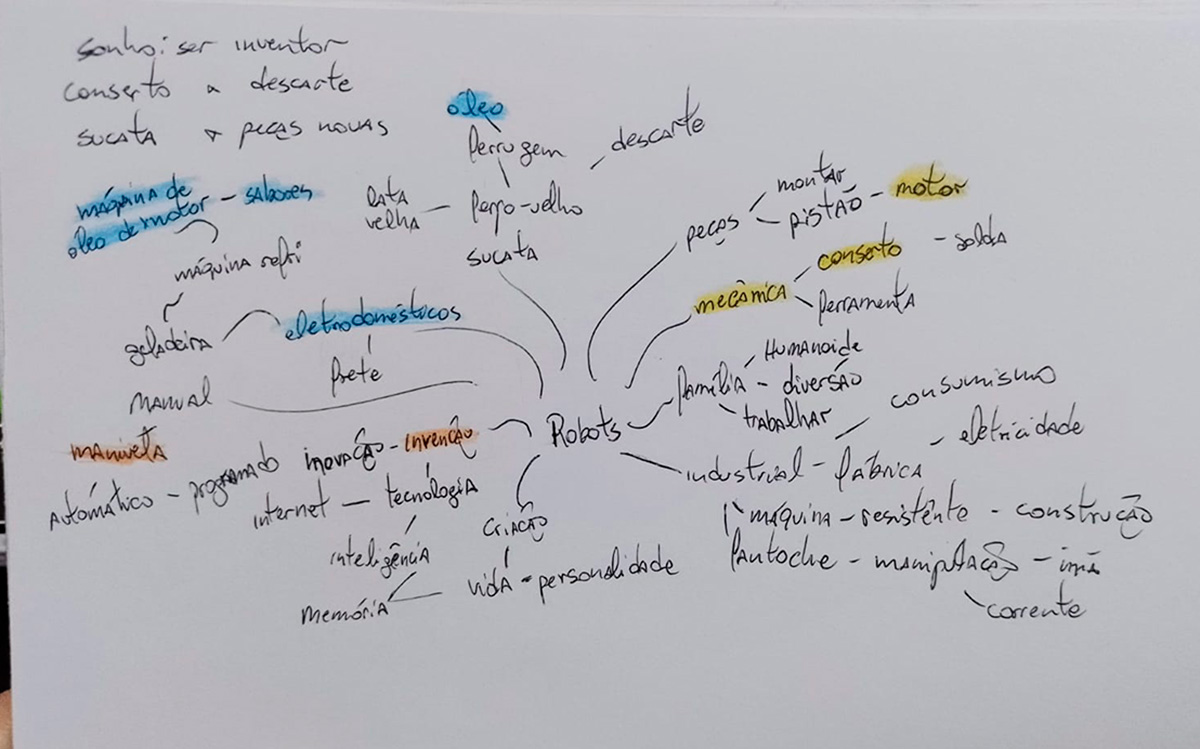 sonho: ser inventor
conserto x descarte
sucata x peças novas
óleo
ferrugem
descarte
lata
velha — ferro-velho
sucata
máquina de
óleo de motor — sabores
máquina refri
geladeira
eletrodomésticos
frete
manual
manivela
automático — programado
inovação - invenção
internet — tecnologia
inteligência
memória
criação
vida - personalidade
Robots
peças
montar
pistão - motor
mecânica
conserto - solda
ferramenta
família
humanoide
diversão
trabalhar
industrial - fábrica
consumismo
- eletricidade
máquina - resistênte - construção
fantoche - manipulação - imã
corrente